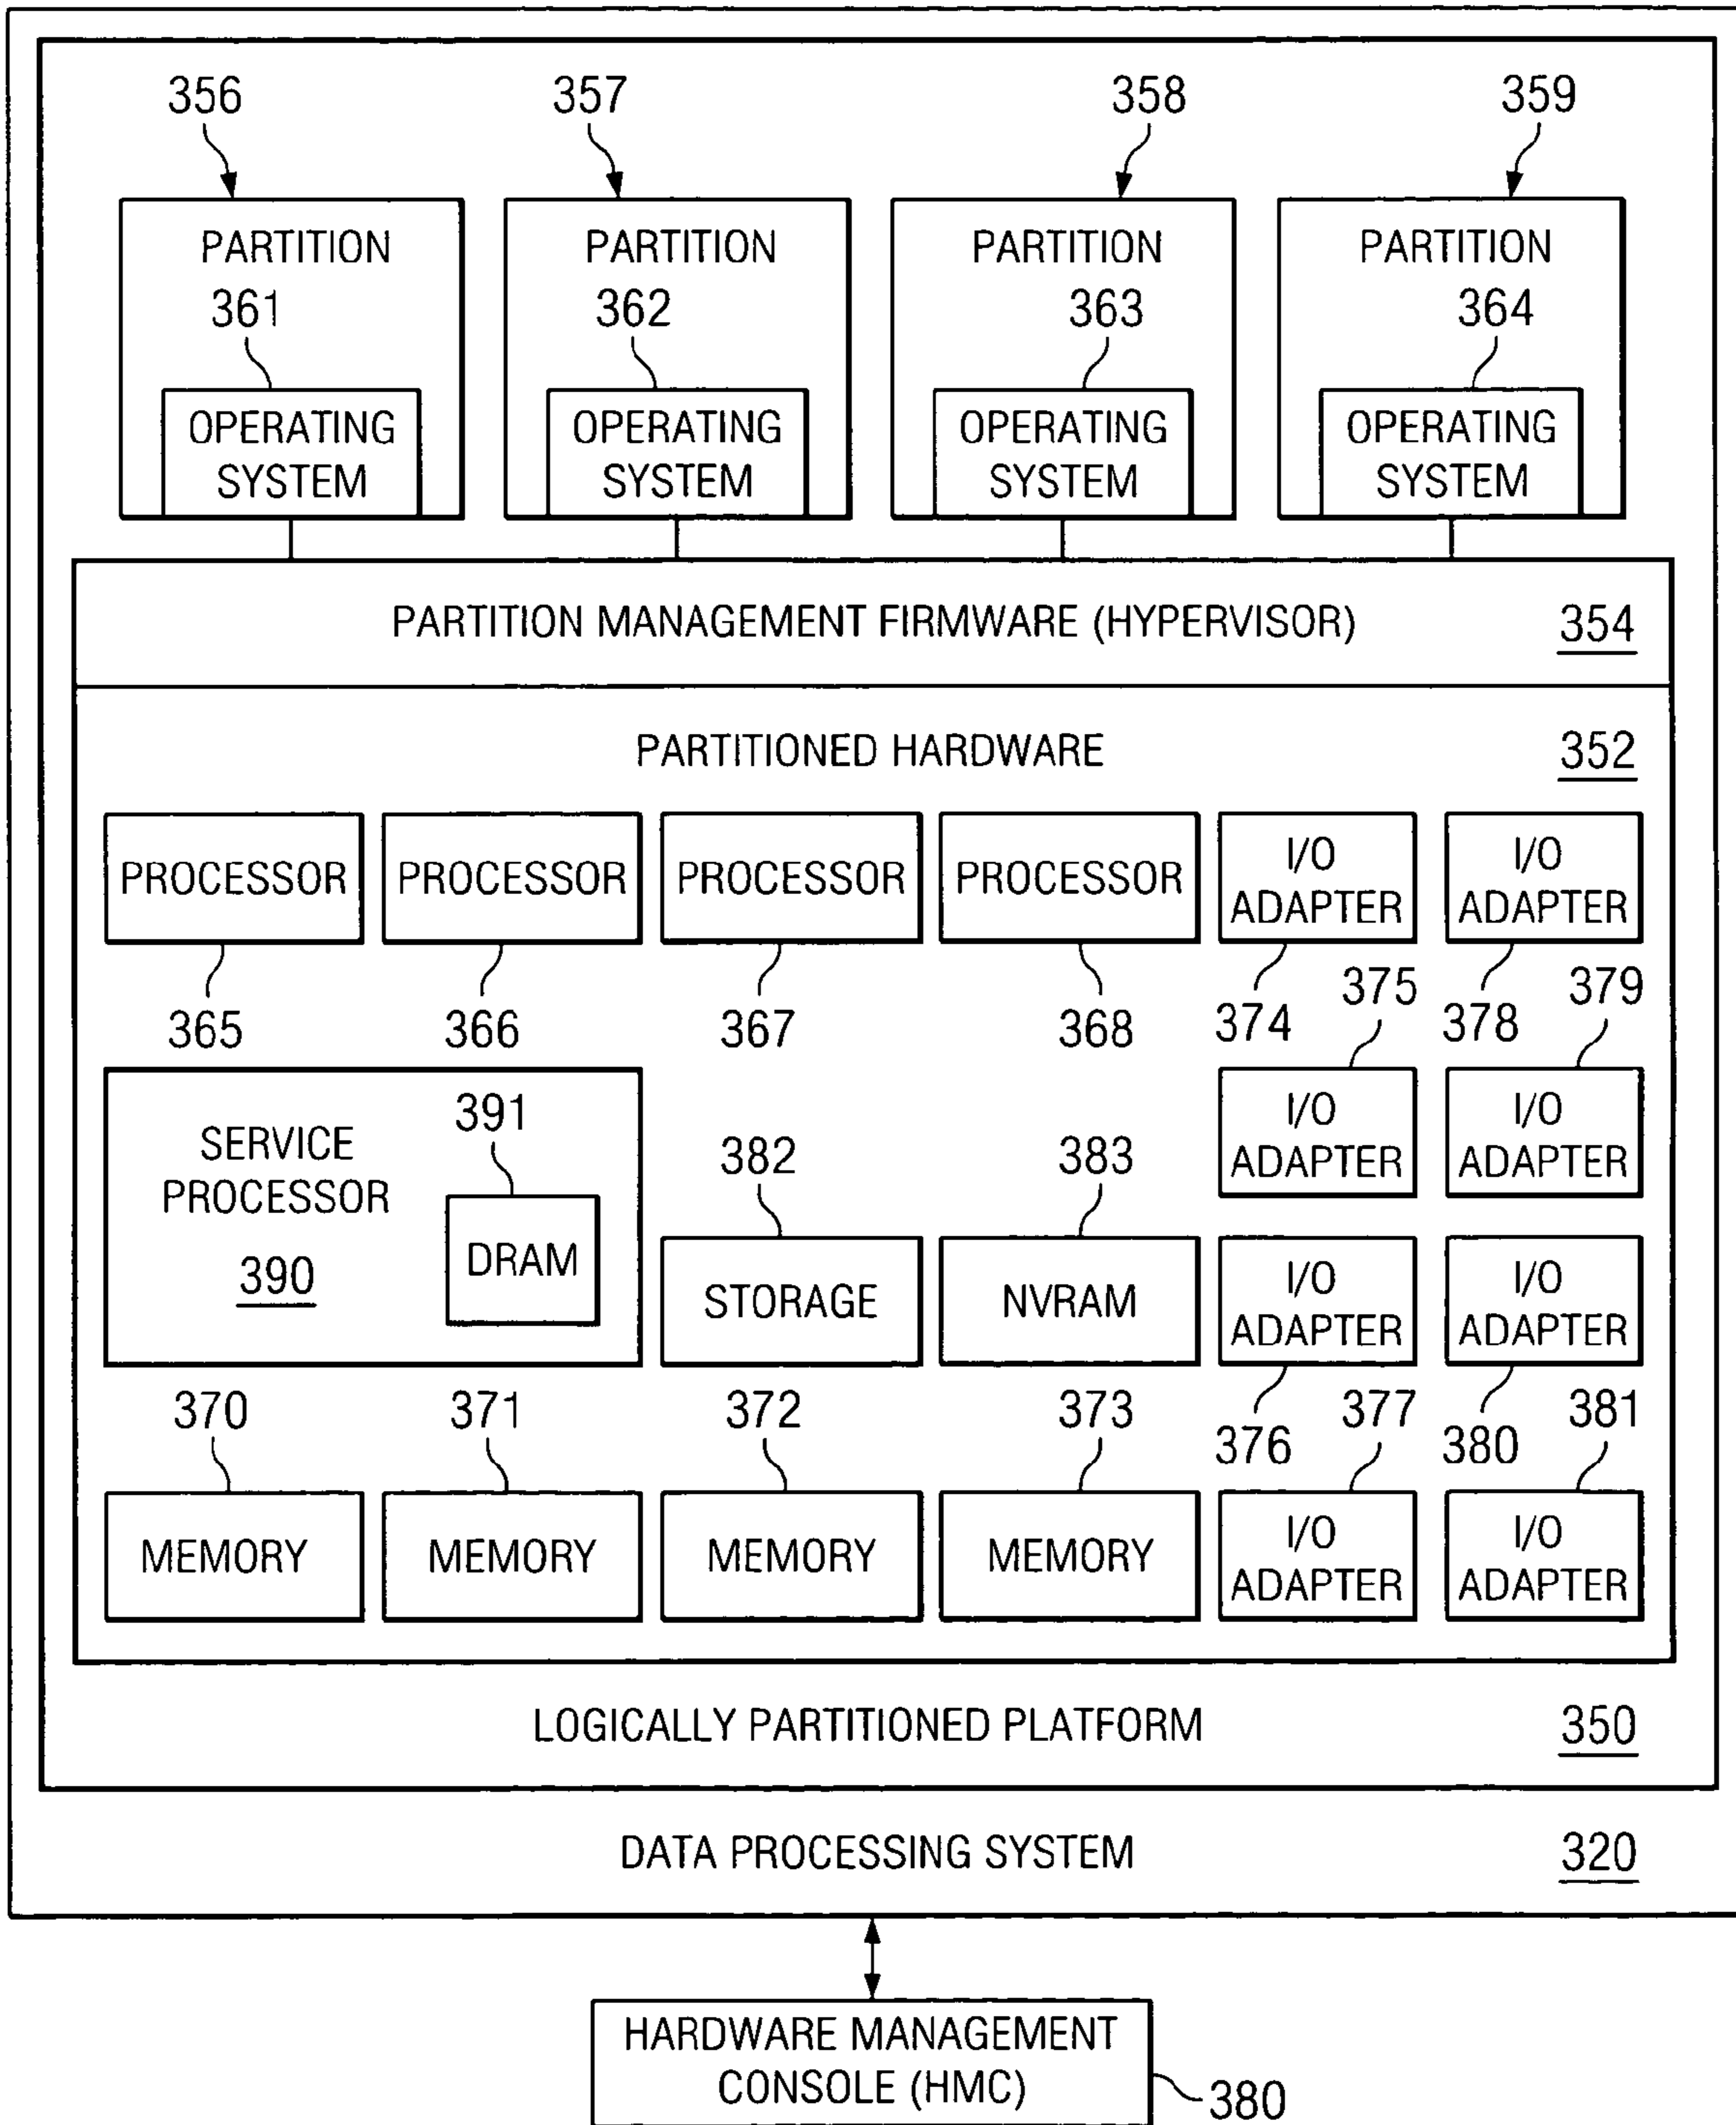 356
357
358
359
PARTITION
PARTITION
PARTITION
PARTITION
361
362
363
364
OPERATING
SYSTEM
OPERATING
SYSTEM
OPERATING
SYSTEM
OPERATING
SYSTEM
PARTITION MANAGEMENT FIRMWARE (HYPERVISOR)
354
PARTITIONED HARDWARE
352
PROCESSOR
PROCESSOR
PROCESSOR
PROCESSOR
I/O
ADAPTER
I/O
ADAPTER
365
366
367
368
374
375
378
379
SERVICE
PROCESSOR
390
391
DRAM
382
STORAGE
383
NVRAM
I/O
ADAPTER
I/O
ADAPTER
I/O
ADAPTER
I/O
ADAPTER
370
371
372
373
376
377
380
381
MEMORY
MEMORY
MEMORY
MEMORY
I/O
ADAPTER
I/O
ADAPTER
LOGICALLY PARTITIONED PLATFORM
350
DATA PROCESSING SYSTEM
320
HARDWARE MANAGEMENT
CONSOLE (HMC)
380